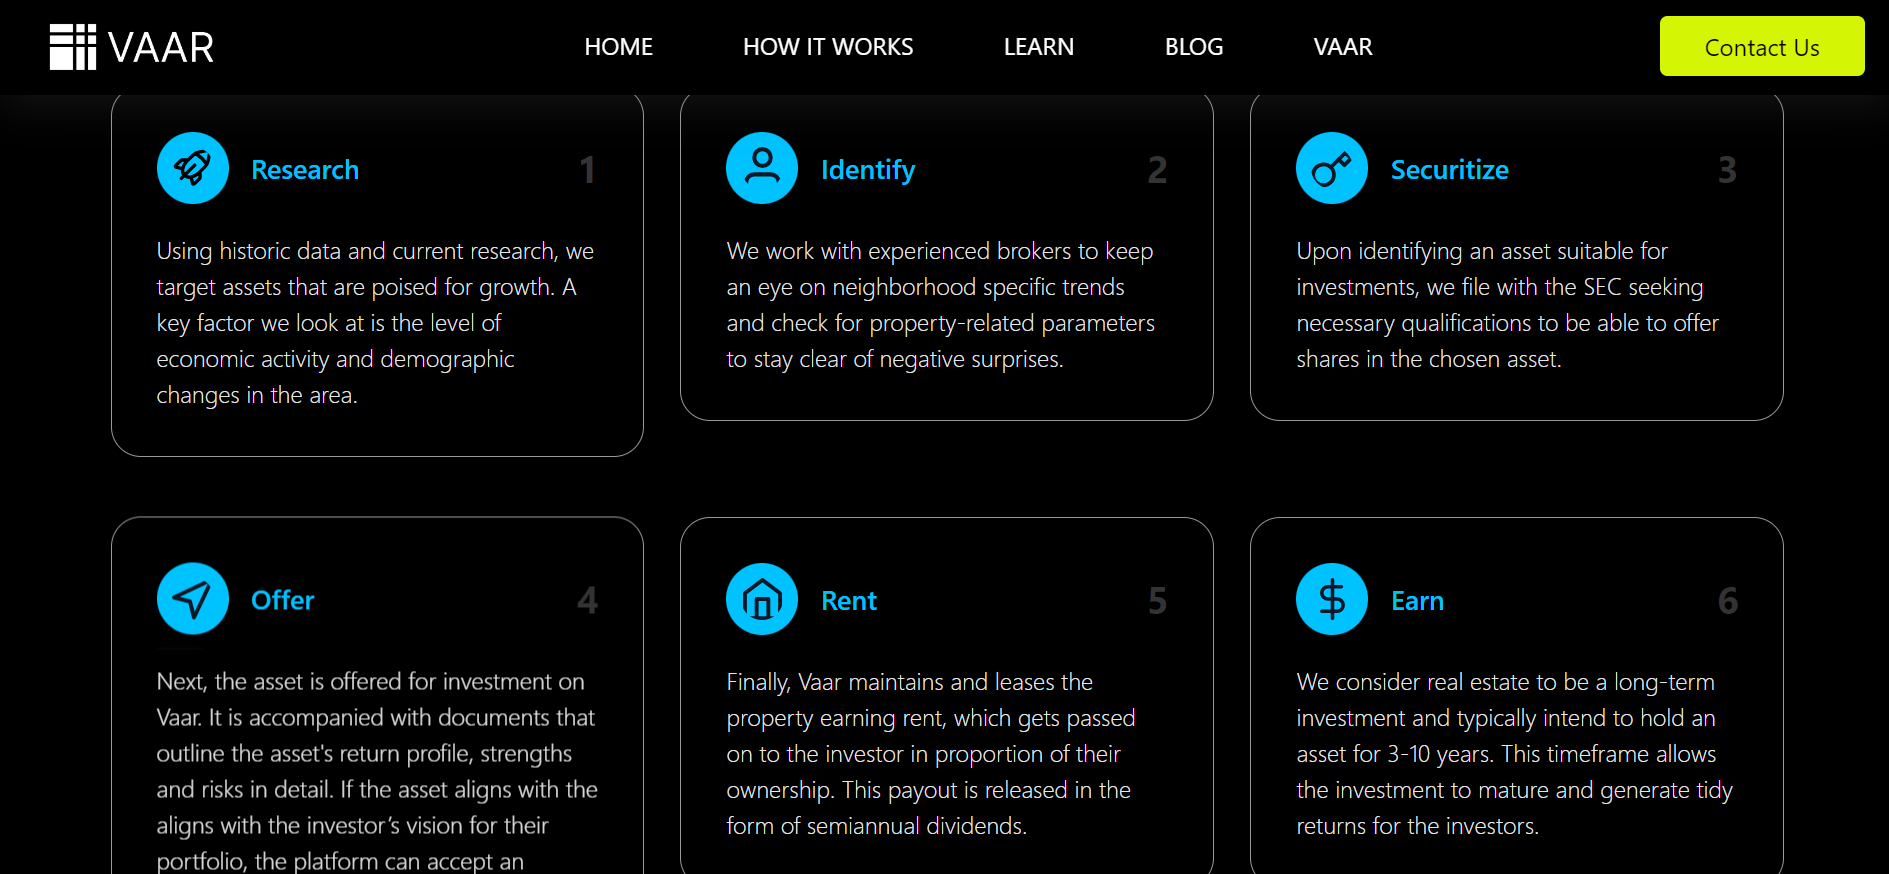 VAAR
HOME
HOW IT WORKS
LEARN
BLOG
VAAR
Contact Us
Research
1
Using historic data and current research, we
target assets that are poised for growth. A
key factor we look at is the level of
economic activity and demographic
changes in the area.
Identify
2
We work with experienced brokers to keep
an eye on neighborhood specific trends
and check for property-related parameters
to stay clear of negative surprises.
Securitize
3
Upon identifying an asset suitable for
investments, we file with the SEC seeking
necessary qualifications to be able to offer
shares in the chosen asset.
Offer
4
Next, the asset is offered for investment on
Vaar. It is accompanied with documents that
outline the asset's return profile, strengths
and risks in detail. If the asset aligns with the
aligns with the investor’s vision for their
portfolio, the platform can accept an
Rent
5
Finally, Vaar maintains and leases the
property earning rent, which gets passed
on to the investor in proportion of their
ownership. This payout is released in the
form of semiannual dividends.
Earn
6
We consider real estate to be a long-term
investment and typically intend to hold an
asset for 3-10 years. This timeframe allows
the investment to mature and generate tidy
returns for the investors.